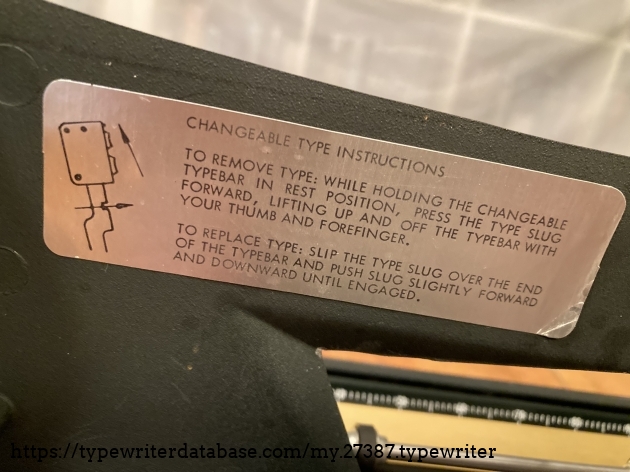 CHANGEABLE TYPE INSTRUCTIONS
TO REMOVE TYPE: WHILE HOLDING THE CHANGEABLE
TYPEBAR IN REST POSITION, PRESS THE TYPE SLUG
FORWARD, LIFTING UP AND OFF THE TYPEBAR WITH
YOUR THUMB AND FOREFINGER.
TO REPLACE TYPE: SLIP THE TYPE SLUG OVER THE END
OF THE TYPEBAR AND PUSH SLUG SLIGHTLY FORWARD
AND DOWNWARD UNTIL ENGAGED.
https://typewriterdatabase.com/my.27387.typewriter